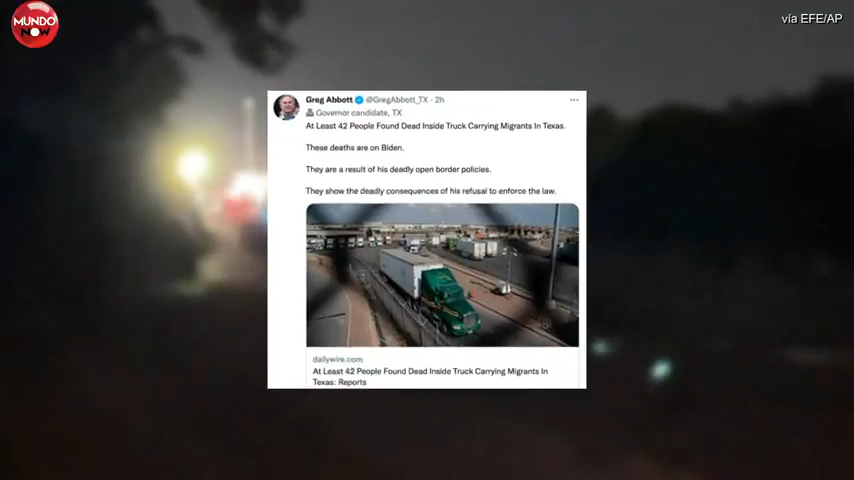 MUNDO
NOW
vía EFE/AP
Greg Abbott @GregAbbott_TX · 2h
Governor candidate, TX
At Least 42 People Found Dead Inside Truck Carrying Migrants In Texas.
These deaths are on Biden.
They are a result of his deadly open border policies.
They show the deadly consequences of his refusal to enforce the law.
dailywire.com
At Least 42 People Found Dead Inside Truck Carrying Migrants In
Texas: Reports